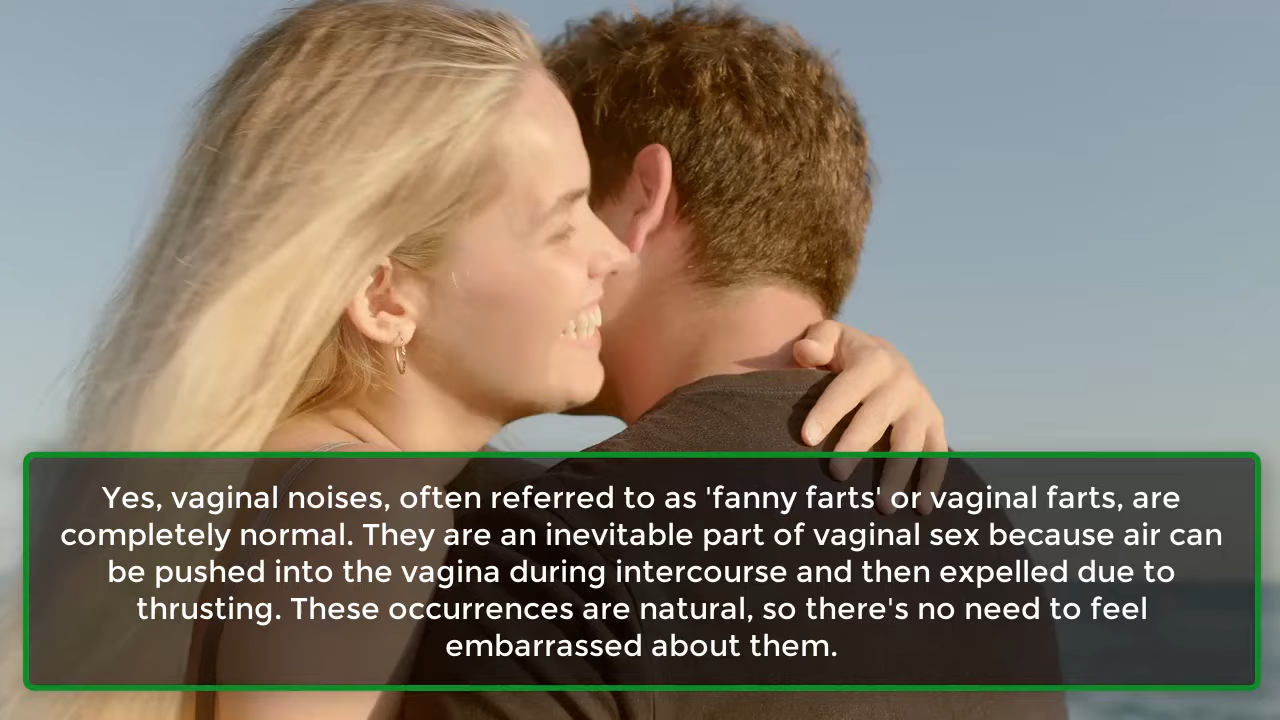 Yes, vaginal noises, often referred to as 'fanny farts' or vaginal farts, are
completely normal. They are an inevitable part of vaginal sex because air can
be pushed into the vagina during intercourse and then expelled due to
thrusting. These occurrences are natural, so there's no need to feel
embarrassed about them.